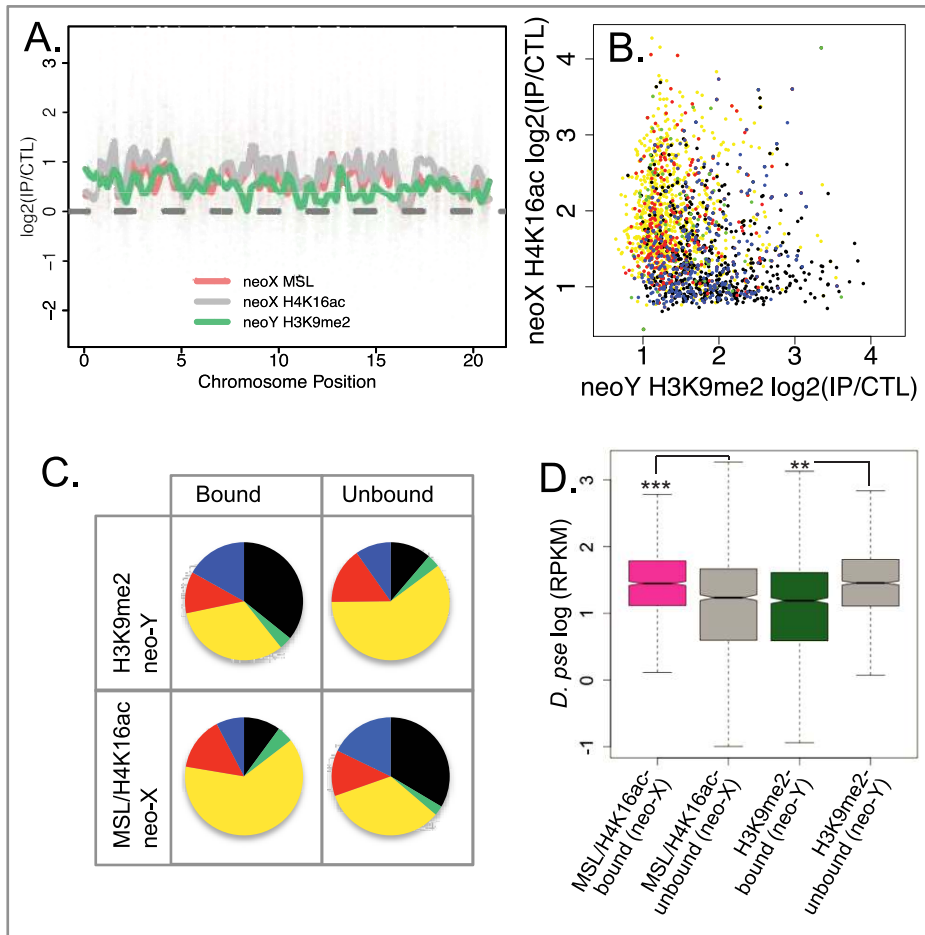 A.
log2(IP/CTL)
3
2
1
0
-1
-2
neoX MSL
neoX H4K16ac
neoY H3K9me2
0 5 10 15 20
Chromosome Position
B.
neoX H4K16ac log2(IP/CTL)
4
3
2
1
1 2 3 4
neoY H3K9me2 log2(IP/CTL)
C.
Bound Unbound
H3K9me2
neo-Y
MSL/H4K16ac
neo-X
D.
D. pse log (RPKM)
3
2
1
0
-1
***
**
MSL/H4K16ac-
bound (neo-X)
MSL/H4K16ac-
unbound (neo-X)
H3K9me2-
bound (neo-Y)
H3K9me2-
unbound (neo-Y)